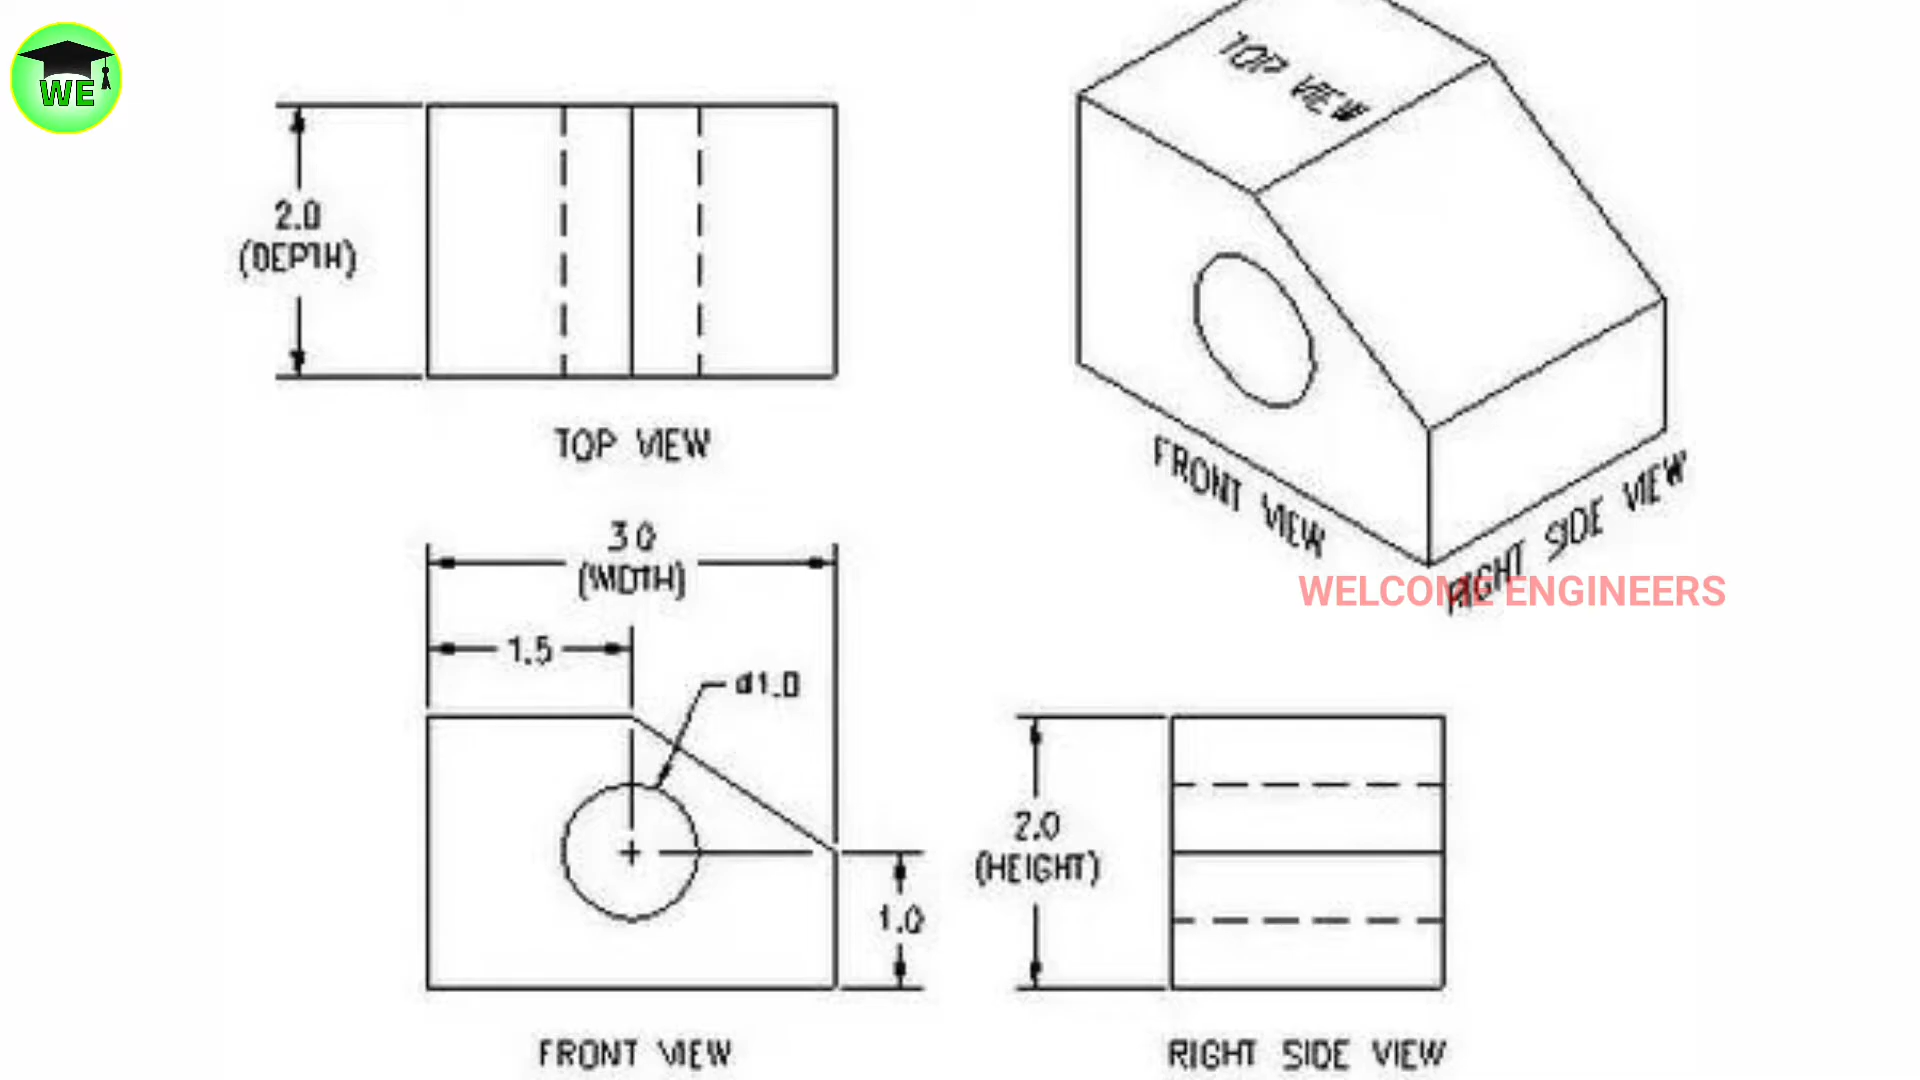 WE
TOP VIEW
2.0
(DEPTH)
TOP VIEW
FRONT VIEW
RIGHT SIDE VIEW
WELCOME ENGINEERS
3.0
(WIDTH)
1.5
ø1.0
2.0
(HEIGHT)
1.0
FRONT VIEW
RIGHT SIDE VIEW